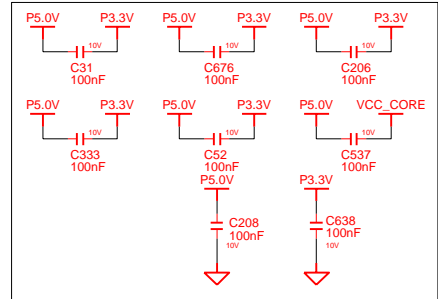 P5.0V P3.3V P5.0V P3.3V P5.0V P3.3V
10V 10V 10V
C31 C676 C206
100nF 100nF 100nF
P5.0V P3.3V P5.0V P3.3V P5.0V VCC_CORE
10V 10V 10V
C333 C52 C537
100nF 100nF 100nF
P5.0V P3.3V
C208 C638
100nF 100nF
10V 10V